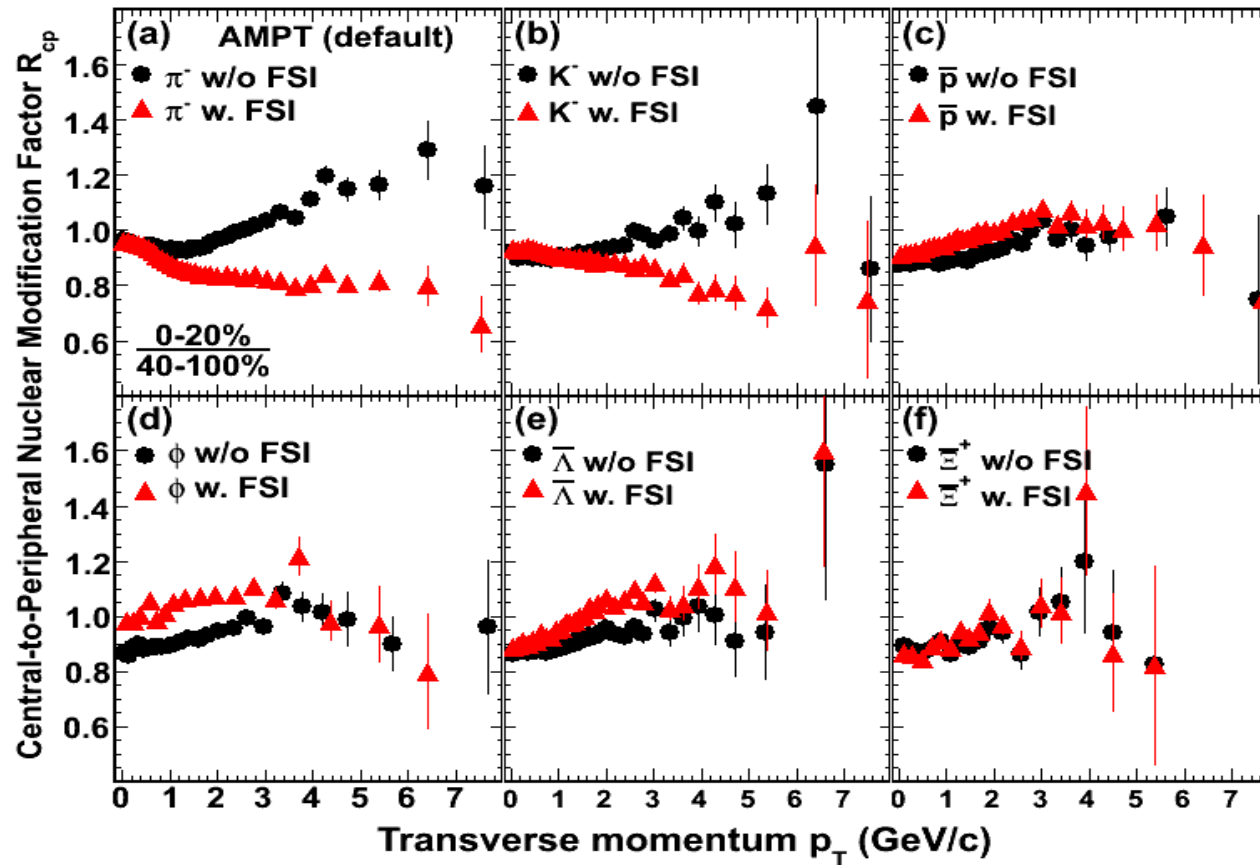 Central-to-Peripheral Nuclear Modification Factor R_cp
(a) AMPT (default)
π⁻ w/o FSI
π⁻ w. FSI
0-20%
40-100%
(b)
K⁻ w/o FSI
K⁻ w. FSI
(c)
p̅ w/o FSI
p̅ w. FSI
1.6
1.4
1.2
1.0
0.8
0.6
(d)
ϕ w/o FSI
ϕ w. FSI
(e)
Λ̅ w/o FSI
Λ̅ w. FSI
(f)
Ξ̅⁺ w/o FSI
Ξ̅⁺ w. FSI
1.6
1.4
1.2
1.0
0.8
0.6
0 1 2 3 4 5 6 7
0 1 2 3 4 5 6 7
0 1 2 3 4 5 6 7
Transverse momentum p_T (GeV/c)